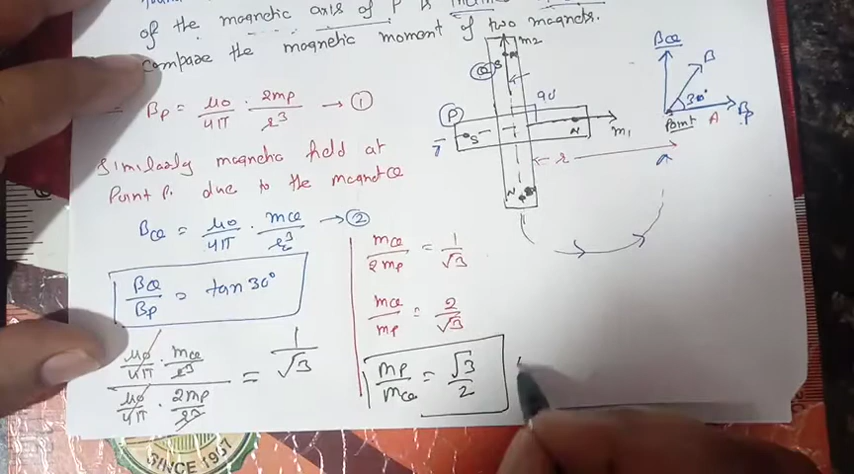 of the magnetic axis of P is
compare the magnetic moment of two magnets.
BP = μ0/4π · 2mP/r³ → ①
Similarly magnetic field at
Point P. due to the magnet Q
BQ = μ0/4π · mQ/r³ → ②
BQ/BP = tan 30°
(μ0/4π · mQ/r³)/(μ0/4π · 2mP/r³) = 1/√3
mQ/2mP = 1/√3
mQ/mP = 2/√3
mP/mQ = √3/2
m2
S
Q
P
S
N
m1
N
r
BQ
B
30°
BP
Point A
SINCE 1957